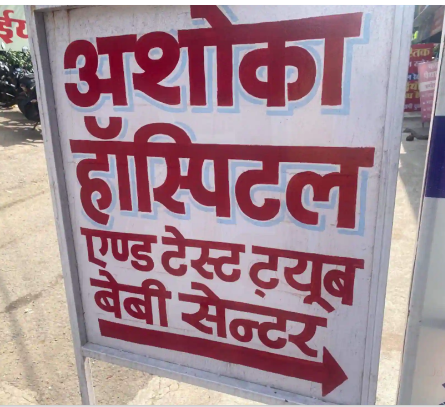 अशोका
हॉस्पिटल
एण्ड टेस्ट ट्यूब
बेबी सेन्टर